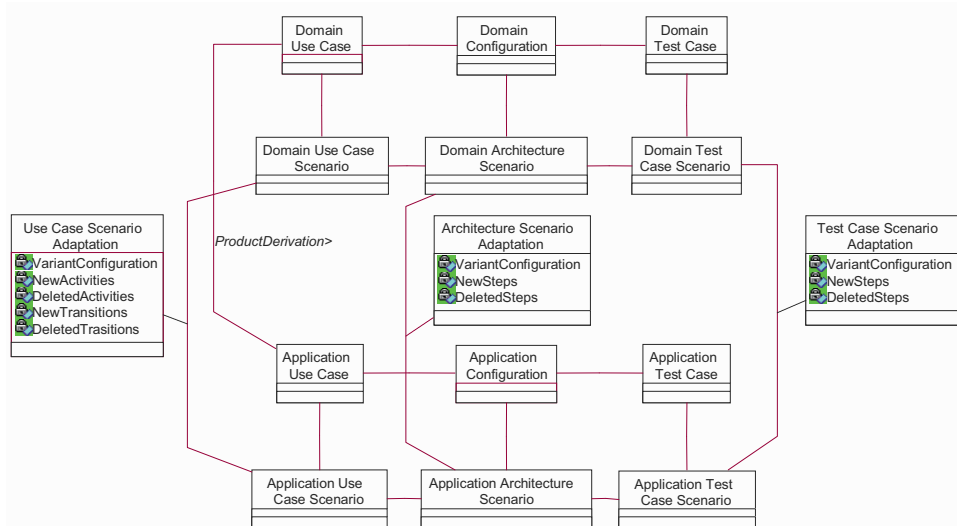 Domain
Use Case
Domain
Configuration
Domain
Test Case
Domain Use Case
Scenario
Domain Architecture
Scenario
Domain Test
Case Scenario
Use Case Scenario
Adaptation
VariantConfiguration
NewActivities
DeletedActivities
NewTransitions
DeletedTrasitions
ProductDerivation>
Architecture Scenario
Adaptation
VariantConfiguration
NewSteps
DeletedSteps
Test Case Scenario
Adaptation
VariantConfiguration
NewSteps
DeletedSteps
Application
Use Case
Application
Configuration
Application
Test Case
Application Use
Case Scenario
Application Architecture
Scenario
Application Test
Case Scenario